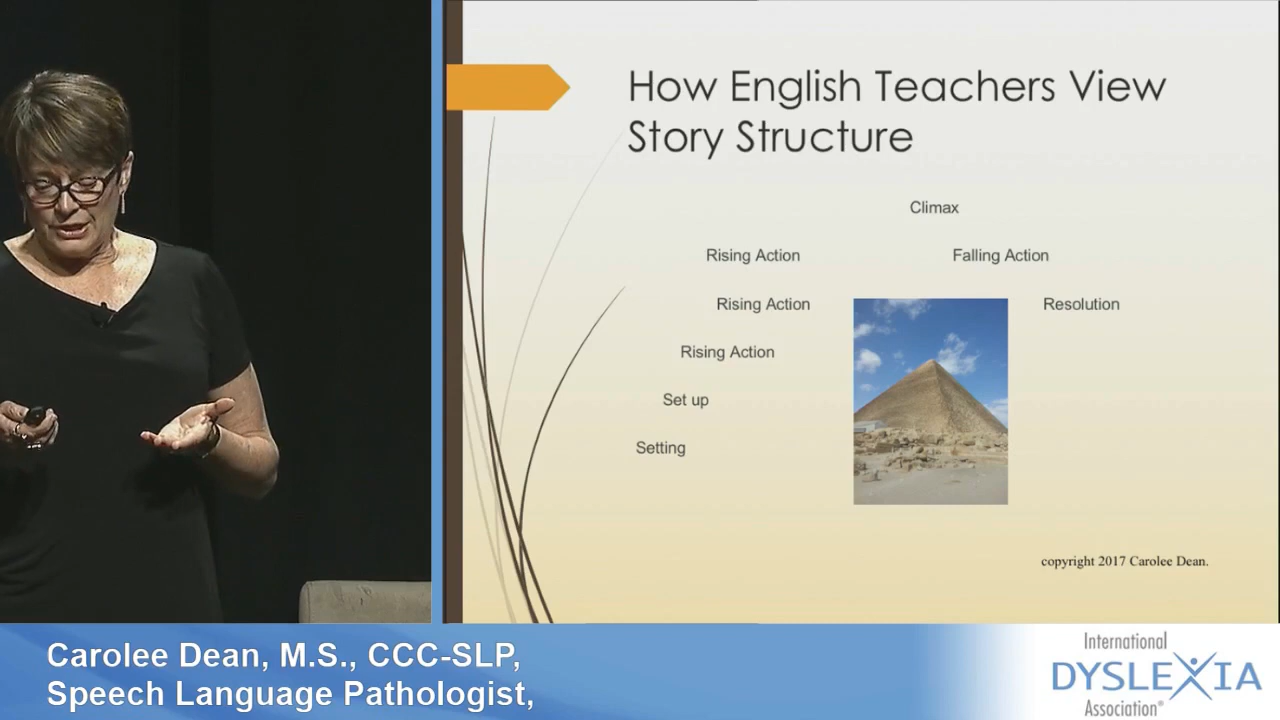 How English Teachers View
Story Structure
Climax
Rising Action
Falling Action
Rising Action
Resolution
Rising Action
Set up
Setting
copyright 2017 Carolee Dean.
Carolee Dean, M.S., CCC-SLP,
Speech Language Pathologist,
International
DYSLEXIA
Association®